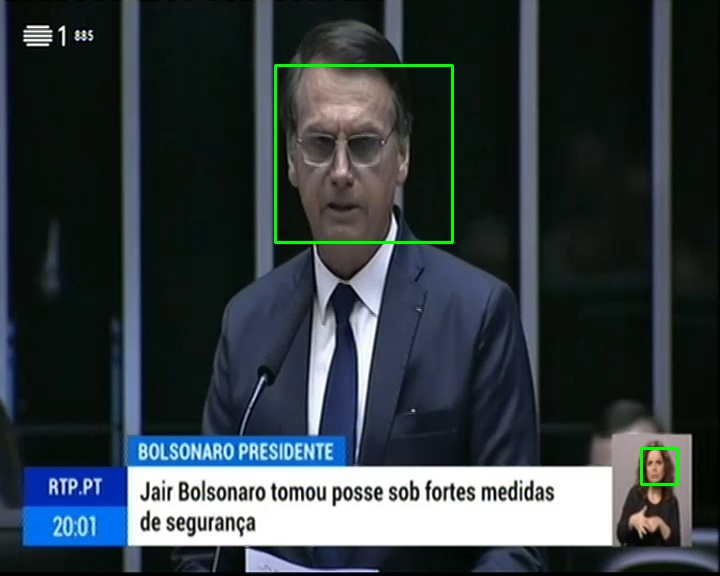 1 885
BOLSONARO PRESIDENTE
RTP.PT
Jair Bolsonaro tomou posse sob fortes medidas
de segurança
20:01